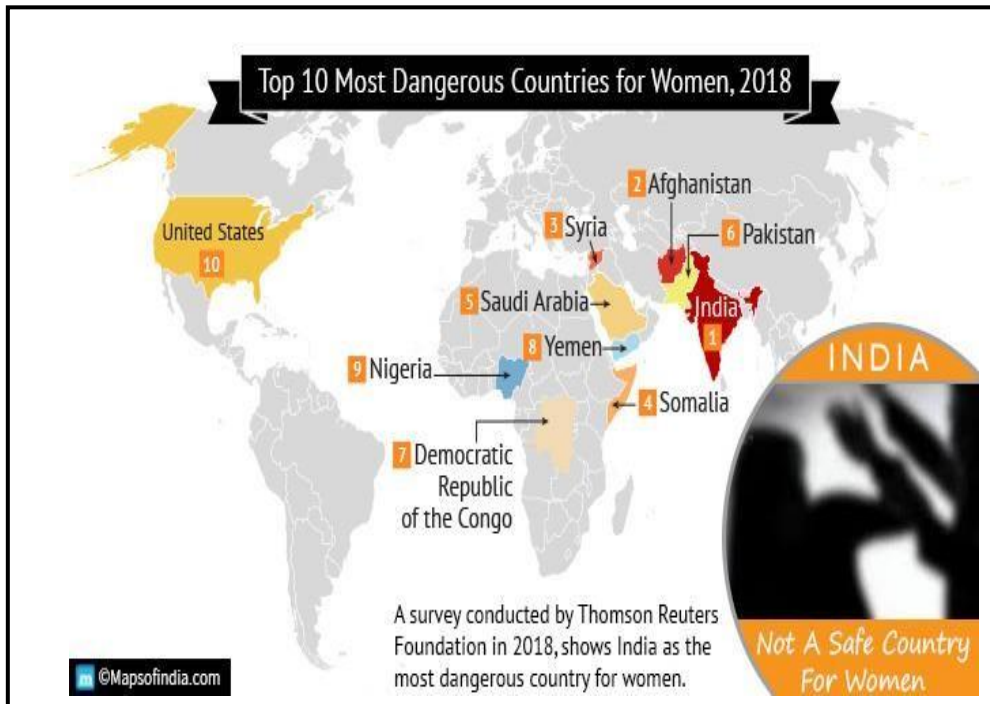 Top 10 Most Dangerous Countries for Women, 2018
2 Afghanistan
3 Syria
6 Pakistan
United States
10
5 Saudi Arabia
India
1
8 Yemen
9 Nigeria
4 Somalia
7 Democratic
Republic
of the Congo
INDIA
A survey conducted by Thomson Reuters
Foundation in 2018, shows India as the
most dangerous country for women.
Not A Safe Country
For Women
m ©Mapsofindia.com